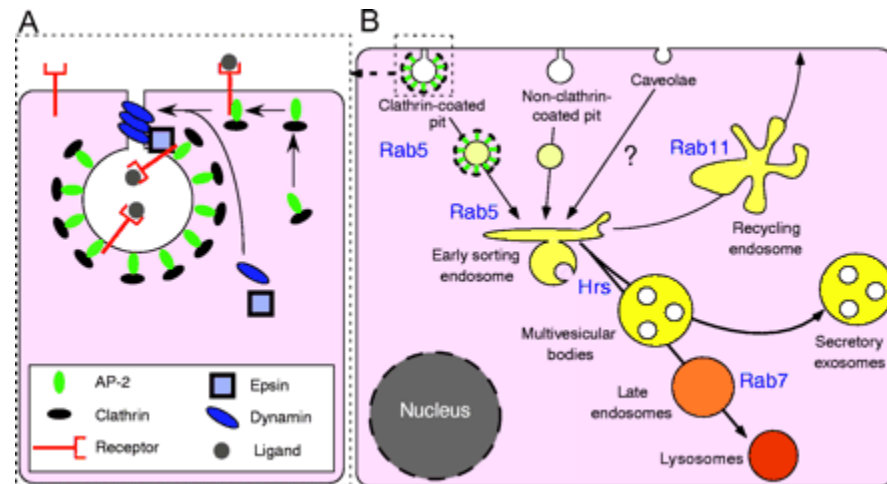 A
AP-2
Clathrin
Receptor
Epsin
Dynamin
Ligand
B
Clathrin-coated
pit
Non-clathrin-
coated pit
Caveolae
Rab5
Rab5
?
Rab11
Recycling
endosome
Early sorting
endosome
Hrs
Multivesicular
bodies
Secretory
exosomes
Rab7
Late
endosomes
Lysosomes
Nucleus